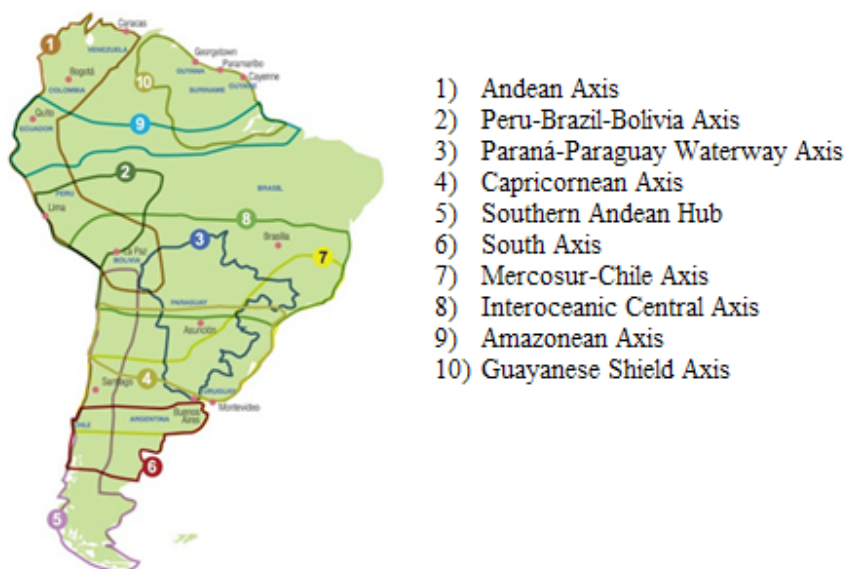 Caracas
1
VENEZUELA
Georgetown
Paramaribo
Cayenne
Bogotá
COLOMBIA
10
GUYANA
SURINAME
GUYANE
Quito
ECUADOR
9
2
PERU
BRASIL
Lima
8
Brasília
3
La Paz
BOLIVIA
7
PARAGUAY
Asunción
Santiago
4
URUGUAY
Buenos
Aires
Montevideo
CHILE
ARGENTINA
6
5
1) Andean Axis
2) Peru-Brazil-Bolivia Axis
3) Paraná-Paraguay Waterway Axis
4) Capricornean Axis
5) Southern Andean Hub
6) South Axis
7) Mercosur-Chile Axis
8) Interoceanic Central Axis
9) Amazonean Axis
10) Guayanese Shield Axis